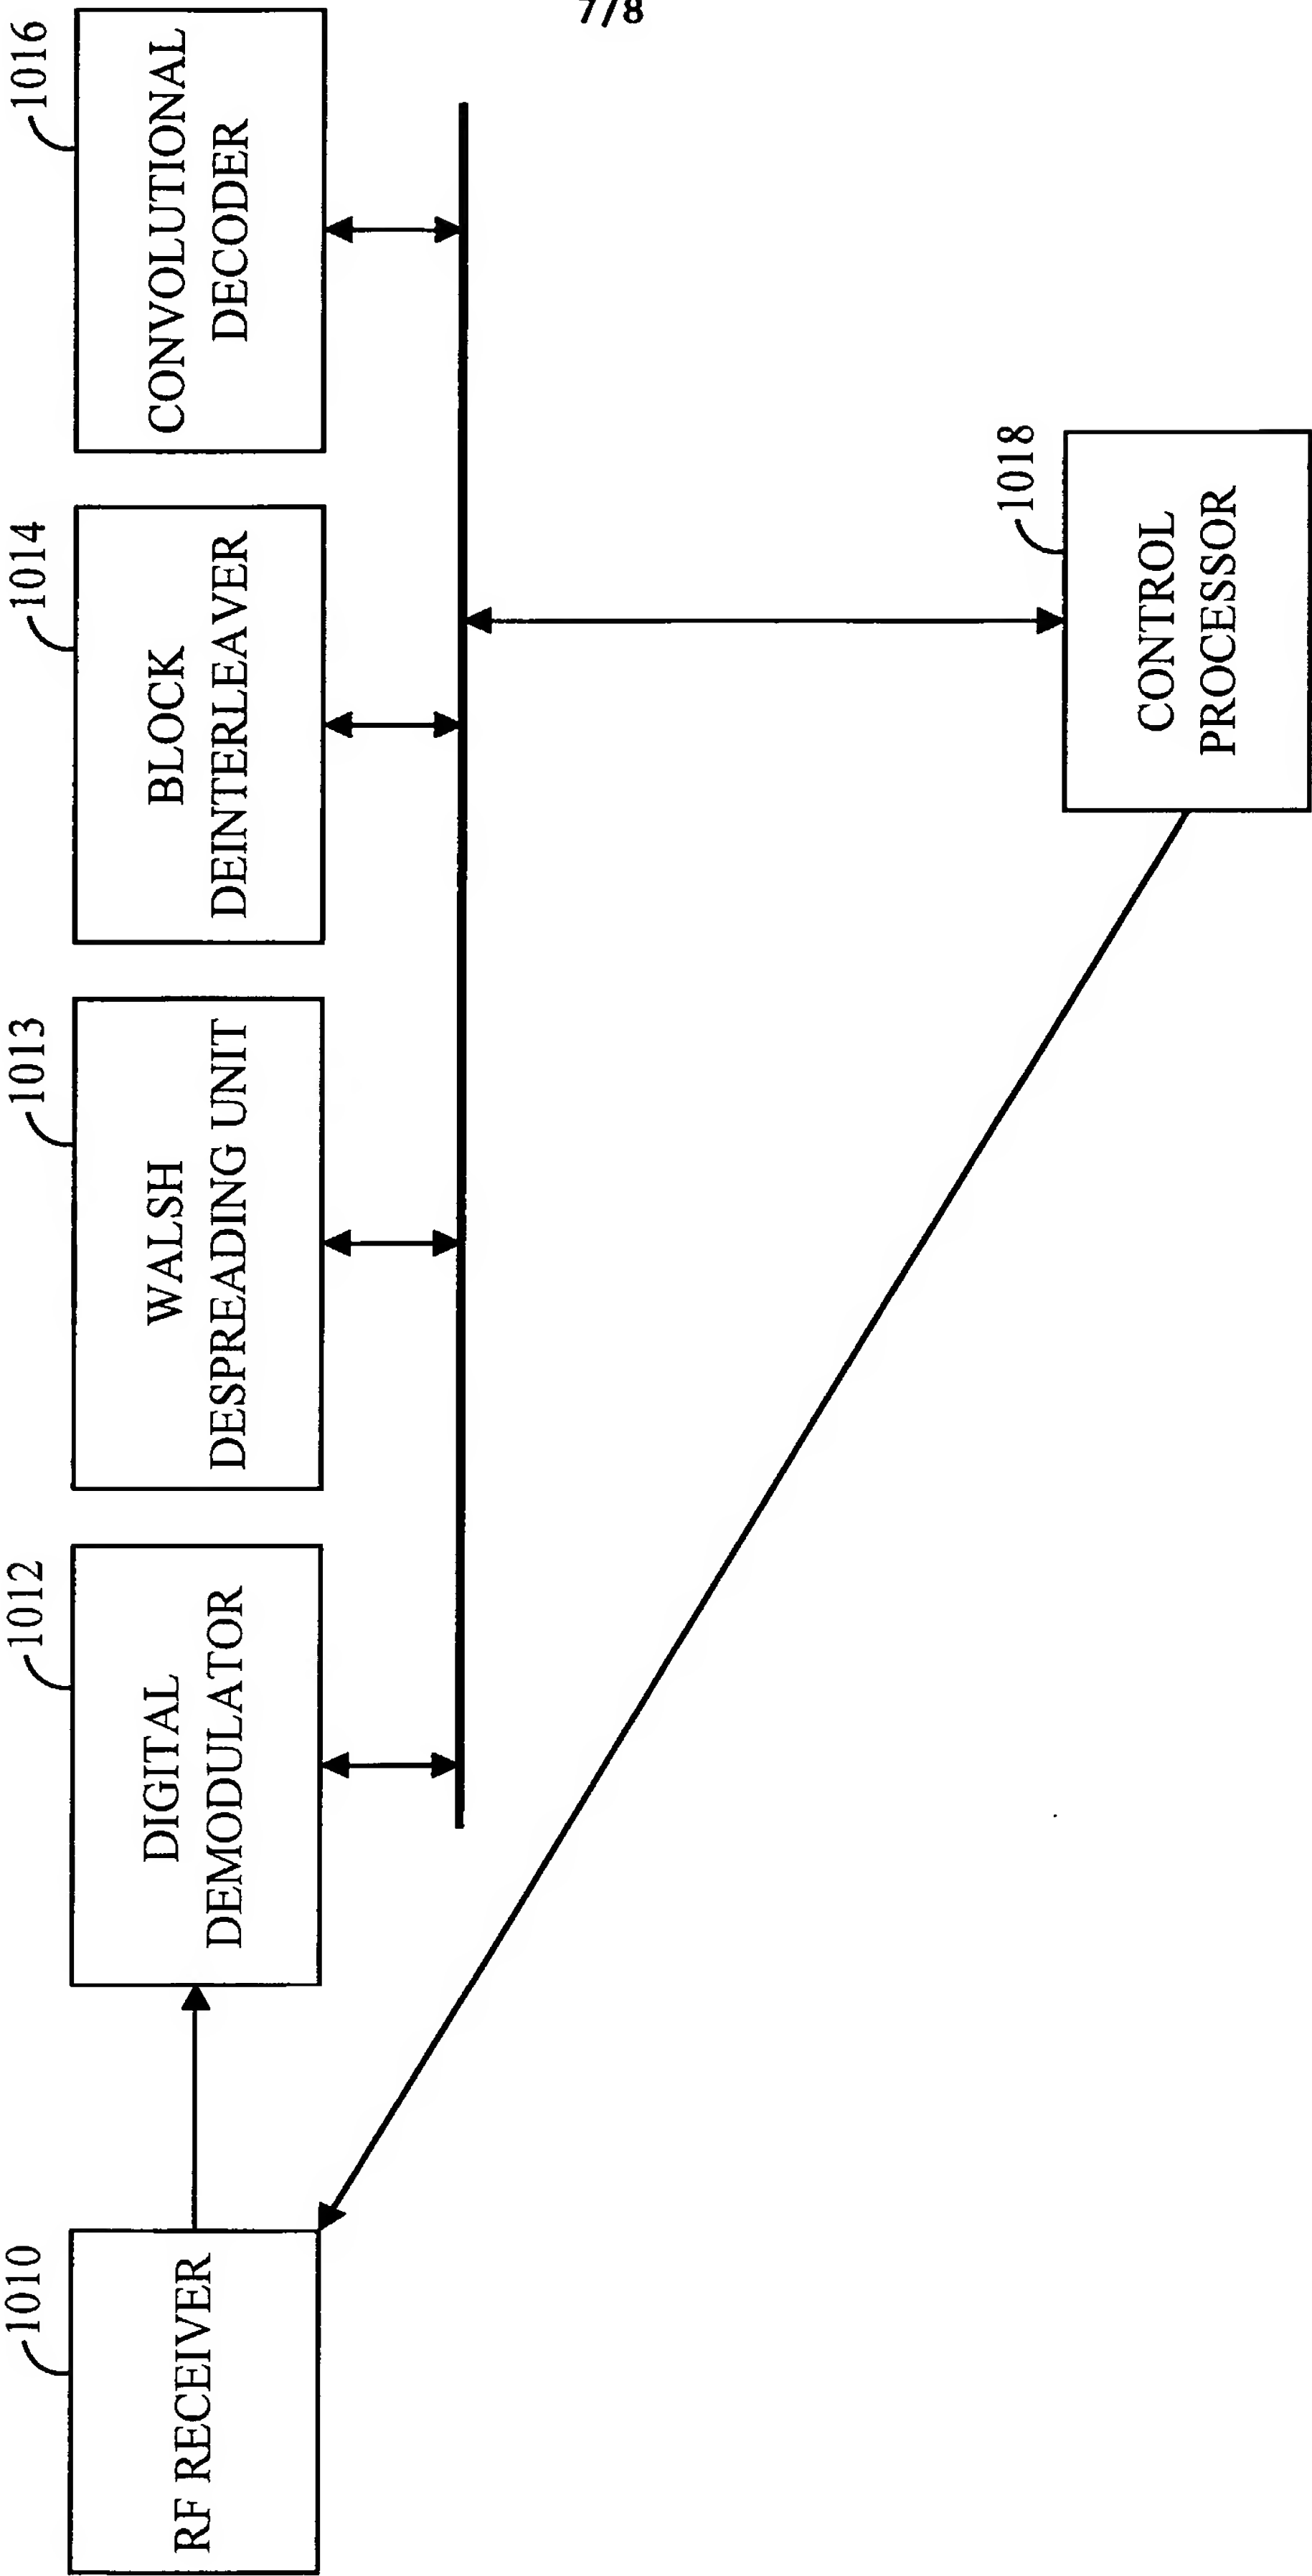 7/8
1010
RF RECEIVER
1012
DIGITAL
DEMODULATOR
1013
WALSH
DESPREADING UNIT
1014
BLOCK
DEINTERLEAVER
1016
CONVOLUTIONAL
DECODER
1018
CONTROL
PROCESSOR